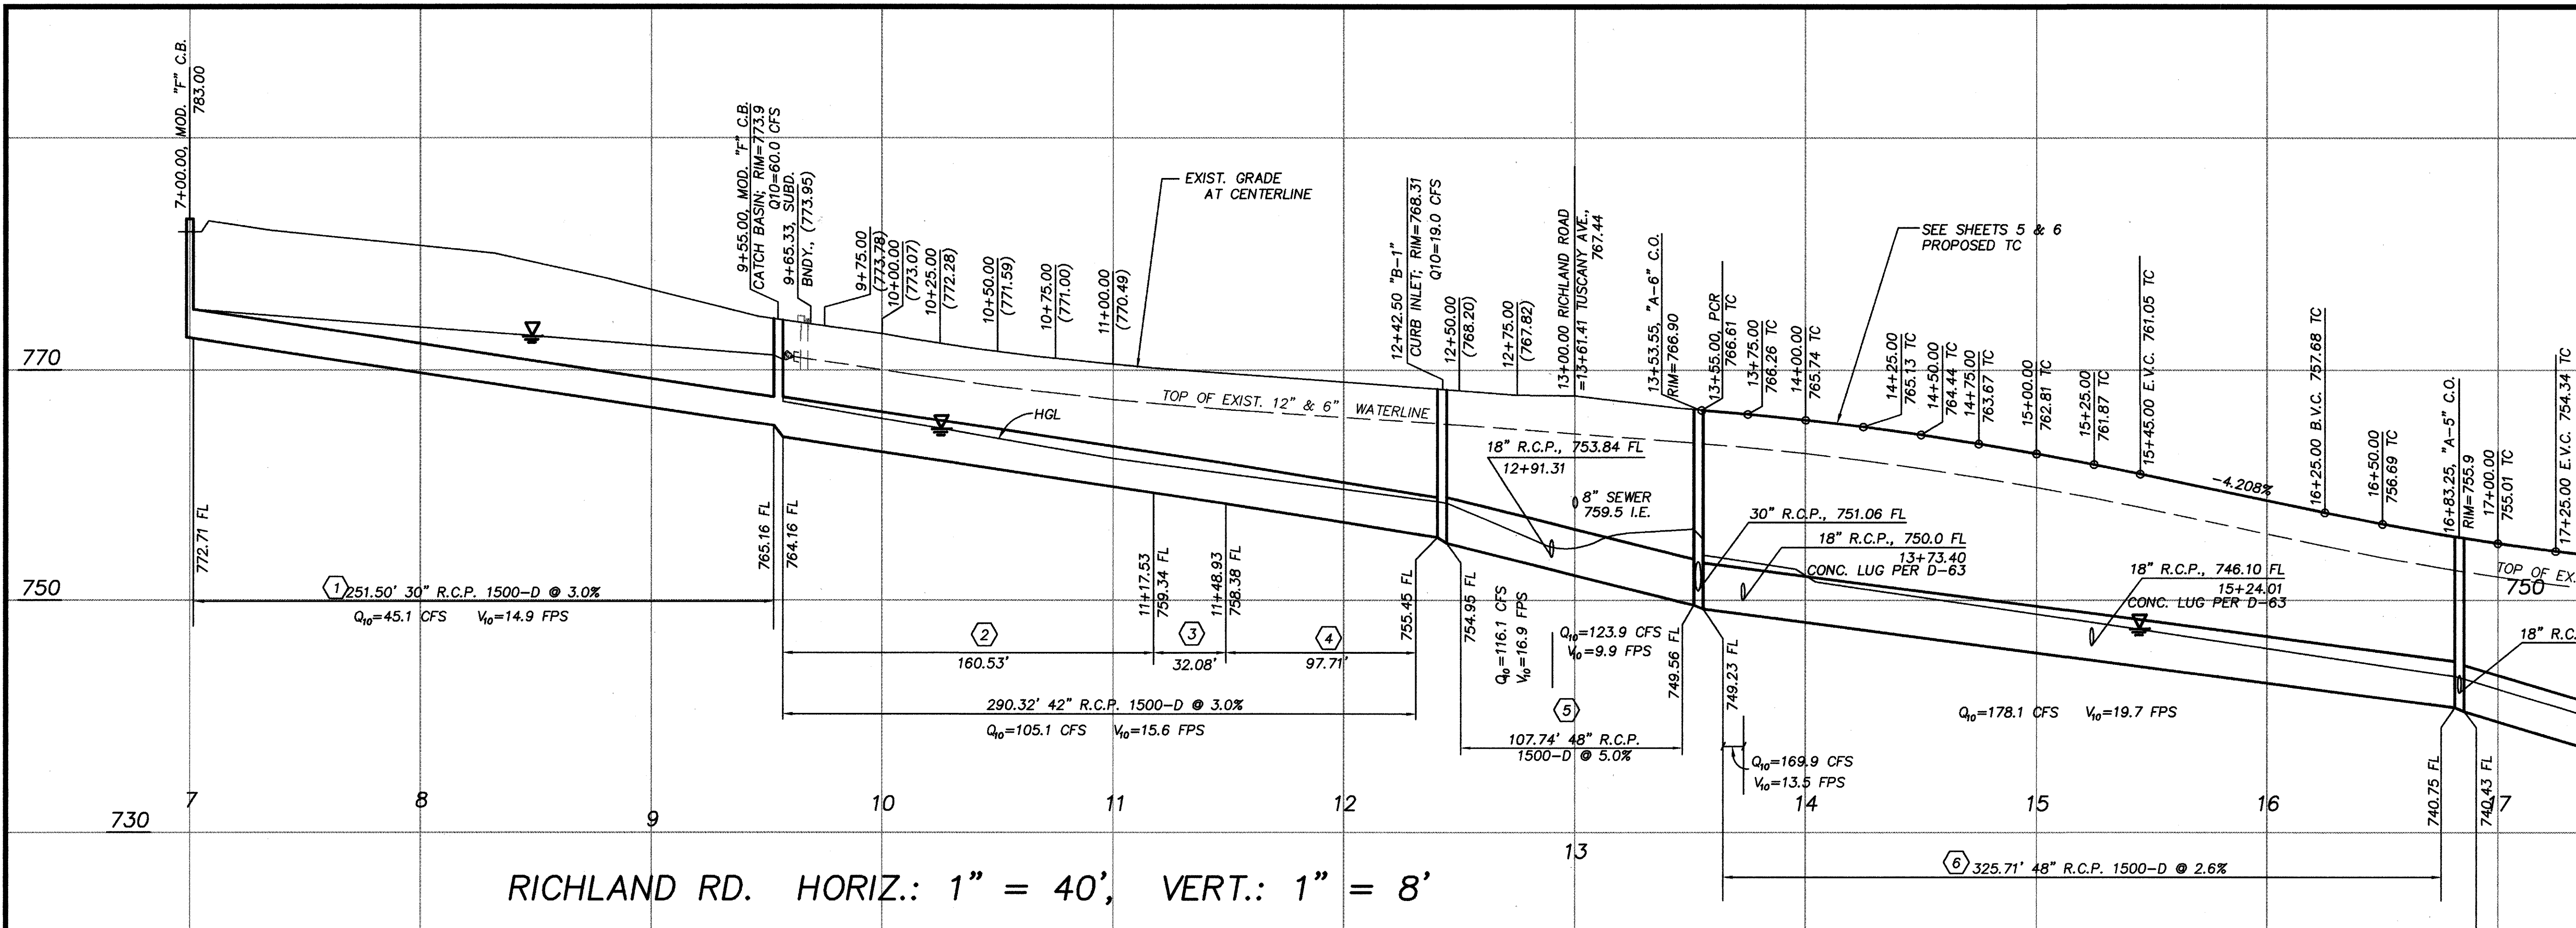 7+00.00, MOD. "F" C.B.
783.00
9+55.00, MOD. "F" C.B.
CATCH BASIN; RIM=773.9
Q10=60.0 CFS
9+65.33, SUBD.
BNDY., (773.95)
9+75.00
(773.78)
10+00.00
(773.07)
10+25.00
(772.28)
10+50.00
(771.59)
10+75.00
(771.00)
11+00.00
(770.49)
EXIST. GRADE
AT CENTERLINE
12+42.50 "B-1"
CURB INLET; RIM=768.31
Q10=19.0 CFS
12+50.00
(768.20)
12+75.00
(767.82)
13+00.00 RICHLAND ROAD
=13+61.41 TUSCANY AVE.,
767.44
13+53.55, "A-6" C.O.
RIM=766.90
13+55.00, PCR
766.61 TC
13+75.00
766.26 TC
14+00.00
765.74 TC
SEE SHEETS 5 & 6
PROPOSED TC
14+25.00
765.13 TC
14+50.00
764.44 TC
14+75.00
763.67 TC
15+00.00
762.81 TC
15+25.00
761.87 TC
15+45.00 E.V.C. 761.05 TC
-4.208%
16+25.00 B.V.C. 757.68 TC
16+50.00
756.69 TC
16+83.25, "A-5" C.O.
RIM=755.9
17+00.00
755.01 TC
17+25.00 E.V.C. 754.34 TC
770
HGL
TOP OF EXIST. 12" & 6" WATERLINE
18" R.C.P., 753.84 FL
12+91.31
8" SEWER
759.5 I.E.
30" R.C.P., 751.06 FL
18" R.C.P., 750.0 FL
13+73.40
CONC. LUG PER D-63
18" R.C.P., 746.10 FL
15+24.01
CONC. LUG PER D-63
TOP OF EX.
750
18" R.C.
750
772.71 FL
765.16 FL
764.16 FL
1 251.50' 30" R.C.P. 1500-D @ 3.0%
Q10=45.1 CFS V10=14.9 FPS
11+17.53
759.34 FL
11+48.93
758.38 FL
2
160.53'
3
32.08'
4
97.71'
290.32' 42" R.C.P. 1500-D @ 3.0%
Q10=105.1 CFS V10=15.6 FPS
755.45 FL
754.95 FL
Q10=116.1 CFS
V10=16.9 FPS
Q10=123.9 CFS
V10=9.9 FPS
5
107.74' 48" R.C.P.
1500-D @ 5.0%
749.56 FL
749.23 FL
Q10=169.9 CFS
V10=13.5 FPS
Q10=178.1 CFS V10=19.7 FPS
740.75 FL
740.43 FL
730
7
8
9
10
11
12
13
14
15
16
17
6 325.71' 48" R.C.P. 1500-D @ 2.6%
RICHLAND RD. HORIZ.: 1" = 40', VERT.: 1" = 8'